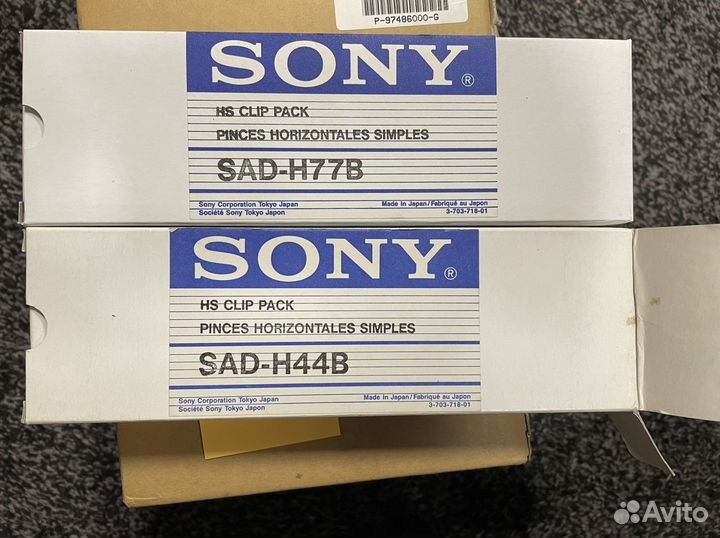 P-97486000-G
SONY®
HS CLIP PACK
PINCES HORIZONTALES SIMPLES
SAD-H77B
Sony Corporation Tokyo Japan
Société Sony Tokyo Japon
Made in Japan/Fabriqué au Japon
3-703-718-01
SONY®
HS CLIP PACK
PINCES HORIZONTALES SIMPLES
SAD-H44B
Sony Corporation Tokyo Japan
Société Sony Tokyo Japon
Made in Japan/Fabriqué au Japon
3-703-718-01
Avito